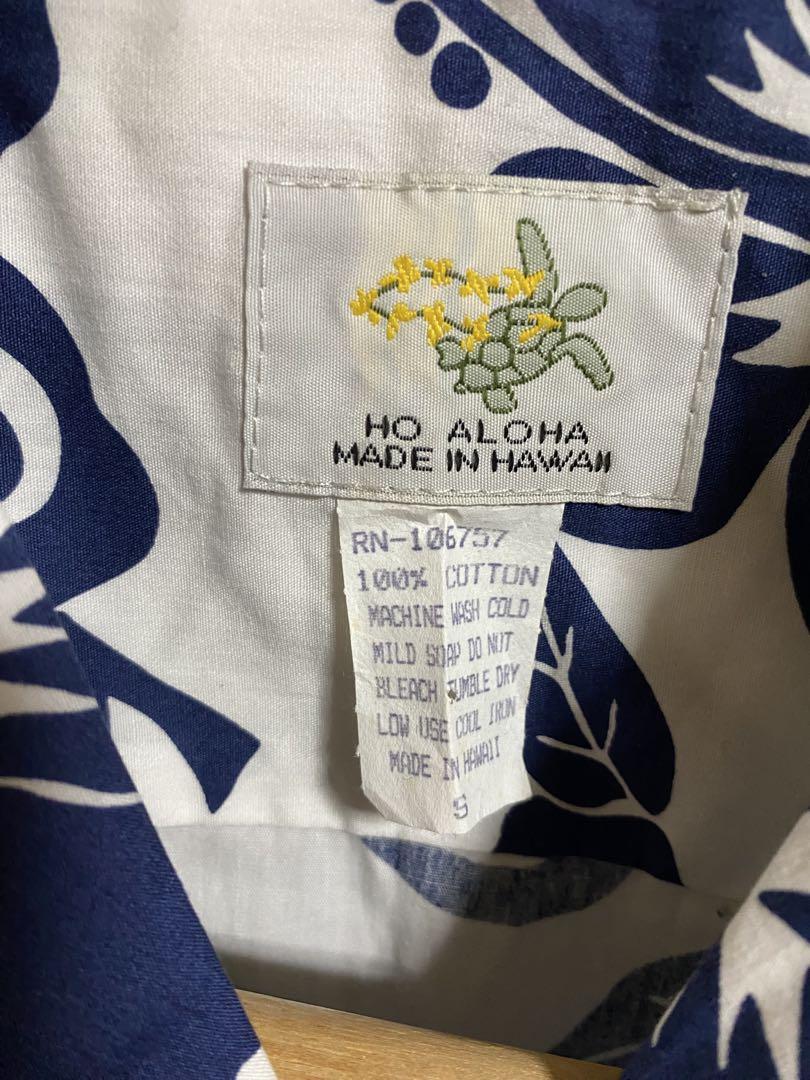 HO ALOHA
MADE IN HAWAII
RN-106757
100% COTTON
MACHINE WASH COLD
MILD SOAP DO NOT
BLEACH TUMBLE DRY
LOW USE COOL IRON
MADE IN HAWAII
S